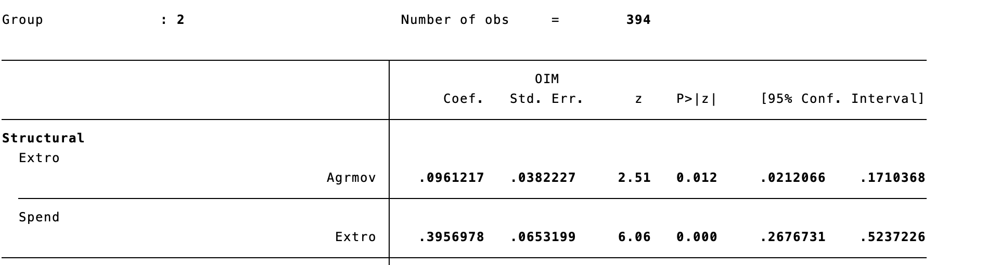 Group : 2 Number of obs = 394
OIM
Coef. Std. Err. z P>|z| [95% Conf. Interval]
Structural
Extro
Agrmov .0961217 .0382227 2.51 0.012 .0212066 .1710368
Spend
Extro .3956978 .0653199 6.06 0.000 .2676731 .5237226